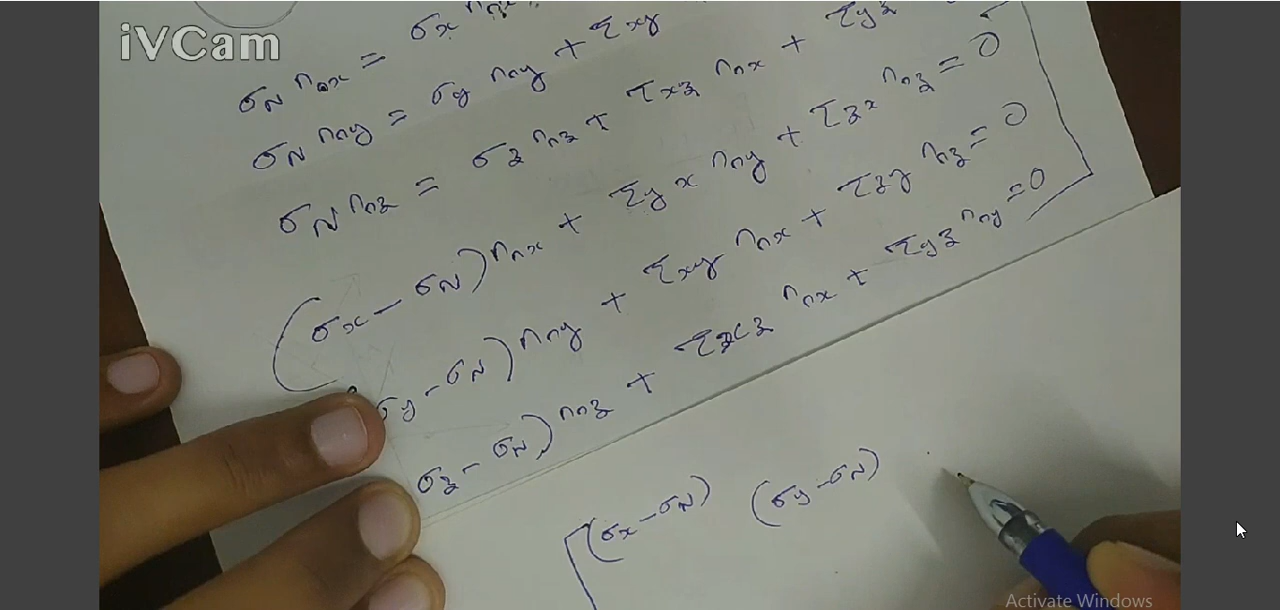 iVCam
σN nnx = σx nnx
σN nny = σy nny + τxy
σN nnz = σz nnz + τxz nnx + τyz
(σx - σN) nnx + τyx nny + τzx nnz = 0
σy - σN) nny + τxy nnx + τzy nnz = 0
σz - σN) nnz + τxz nnx + τyz nny = 0
[(σx - σN) (σy - σN)
Activate Windows